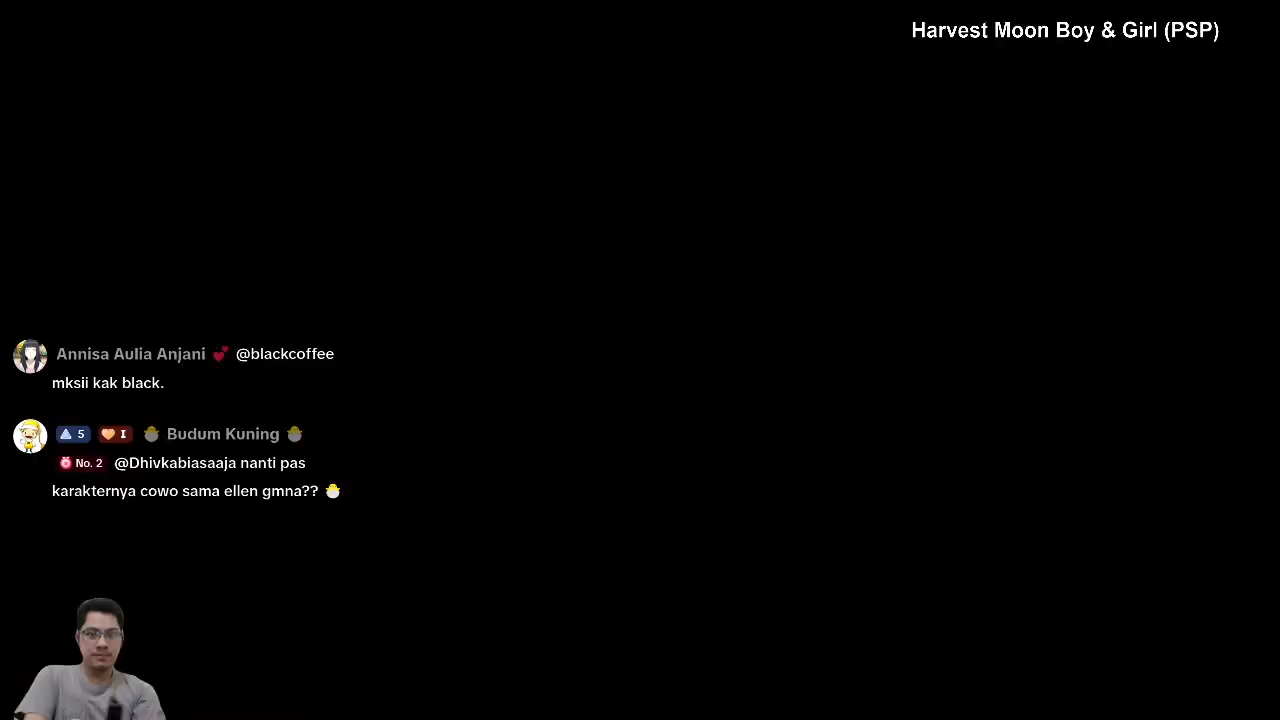 Harvest Moon Boy & Girl (PSP)
Annisa Aulia Anjani 💕 @blackcoffee
mksii kak black.
5 I 🐣 Budum Kuning 🐣
No. 2 @Dhivkabiasaaja nanti pas
karakternya cowo sama ellen gmna?? 🐣